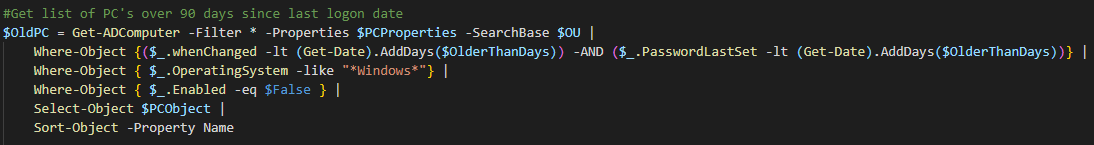 #Get list of PC's over 90 days since last logon date
$OldPC = Get-ADComputer -Filter * -Properties $PCProperties -SearchBase $OU |
    Where-Object {($_.whenChanged -lt (Get-Date).AddDays($OlderThanDays)) -AND ($_.PasswordLastSet -lt (Get-Date).AddDays($OlderThanDays))} |
    Where-Object { $_.OperatingSystem -like "*Windows*"} |
    Where-Object { $_.Enabled -eq $False } |
    Select-Object $PCObject |
    Sort-Object -Property Name